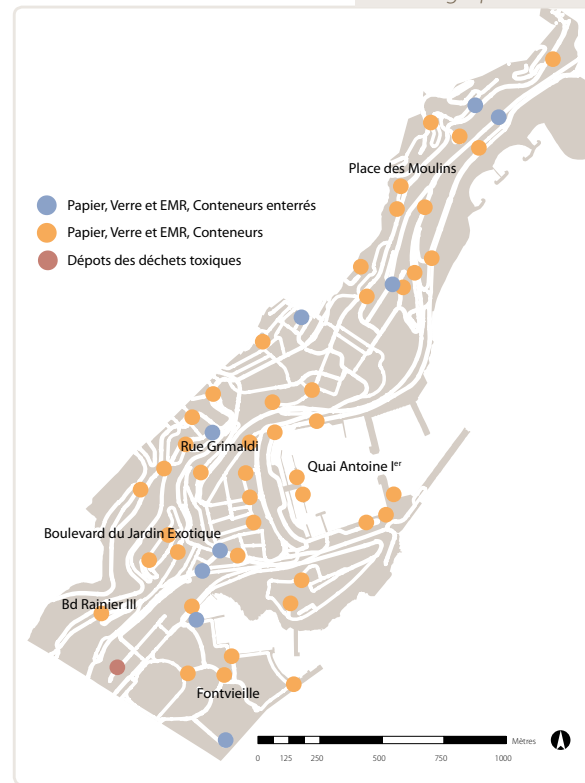 Place des Moulins
Papier, Verre et EMR, Conteneurs enterrés
Papier, Verre et EMR, Conteneurs
Dépots des déchets toxiques
Rue Grimaldi
Quai Antoine Ier
Boulevard du Jardin Exotique
Bd Rainier III
Fontvieille
Mètres
0 125 250 500 750 1000